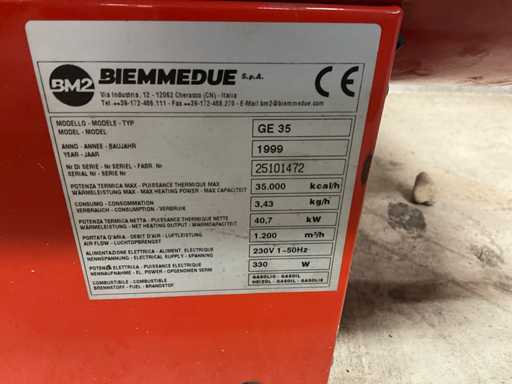 BM2 BIEMMEDUE S.p.A. CE
Via Industria, 12 - 12062 Cherasco (CN) - Italia
Tel. ++39-172-486.111 - Fax ++39-172-488.270 - E-Mail bm2@biemmedue.com
MODELLO - MODELE - TYP
MODEL - MODEL
GE 35
ANNO - ANNEE - BAUJAHR
YEAR - JAAR
1999
Nr DI SERIE - Nr SERIEL - FABR. Nr
SERIAL Nr - SERIE Nr
25101472
POTENZA TERMICA MAX - PUISSANCE THERMIQUE MAX
WÄRMELEISTUNG MAX - MAX HEATING POWER - MAX CAPACITEIT
35.000 kcal/h
CONSUMO - CONSOMMATION
VERBRAUCH - CONSUMPTION - VERBRUIK
3,43 kg/h
POTENZA TERMICA NETTA - PUISSANCE THERMIQUE NETTE
WÄRMELEISTUNG - NET HEATING OUTPUT - WARMCAPACITEIT
40,7 kW
PORTATA D'ARIA - DEBIT D'AIR - LUFTLEISTUNG
AIR FLOW - LUCHTOPBRENGST
1.200 m³/h
ALIMENTAZIONE ELETTRICA - ALIMENT. ELECTRIQUE
NENNSPANNUNG - ELECTRICAL SUPPLY - SPANNING
230V 1~50Hz
POTENZA ELETTRICA - PUISSANCE ELECTRIQUE
NENNAUFNAHME - EL. POWER - OPGENOMEN VERM.
330 W
COMBUSTIBILE - COMBUSTIBLE
BRENNSTOFF - FUEL - BRANDSTOF
GASOLIO - GASOIL
HEIZOEL - GASOIL - GASOLIE